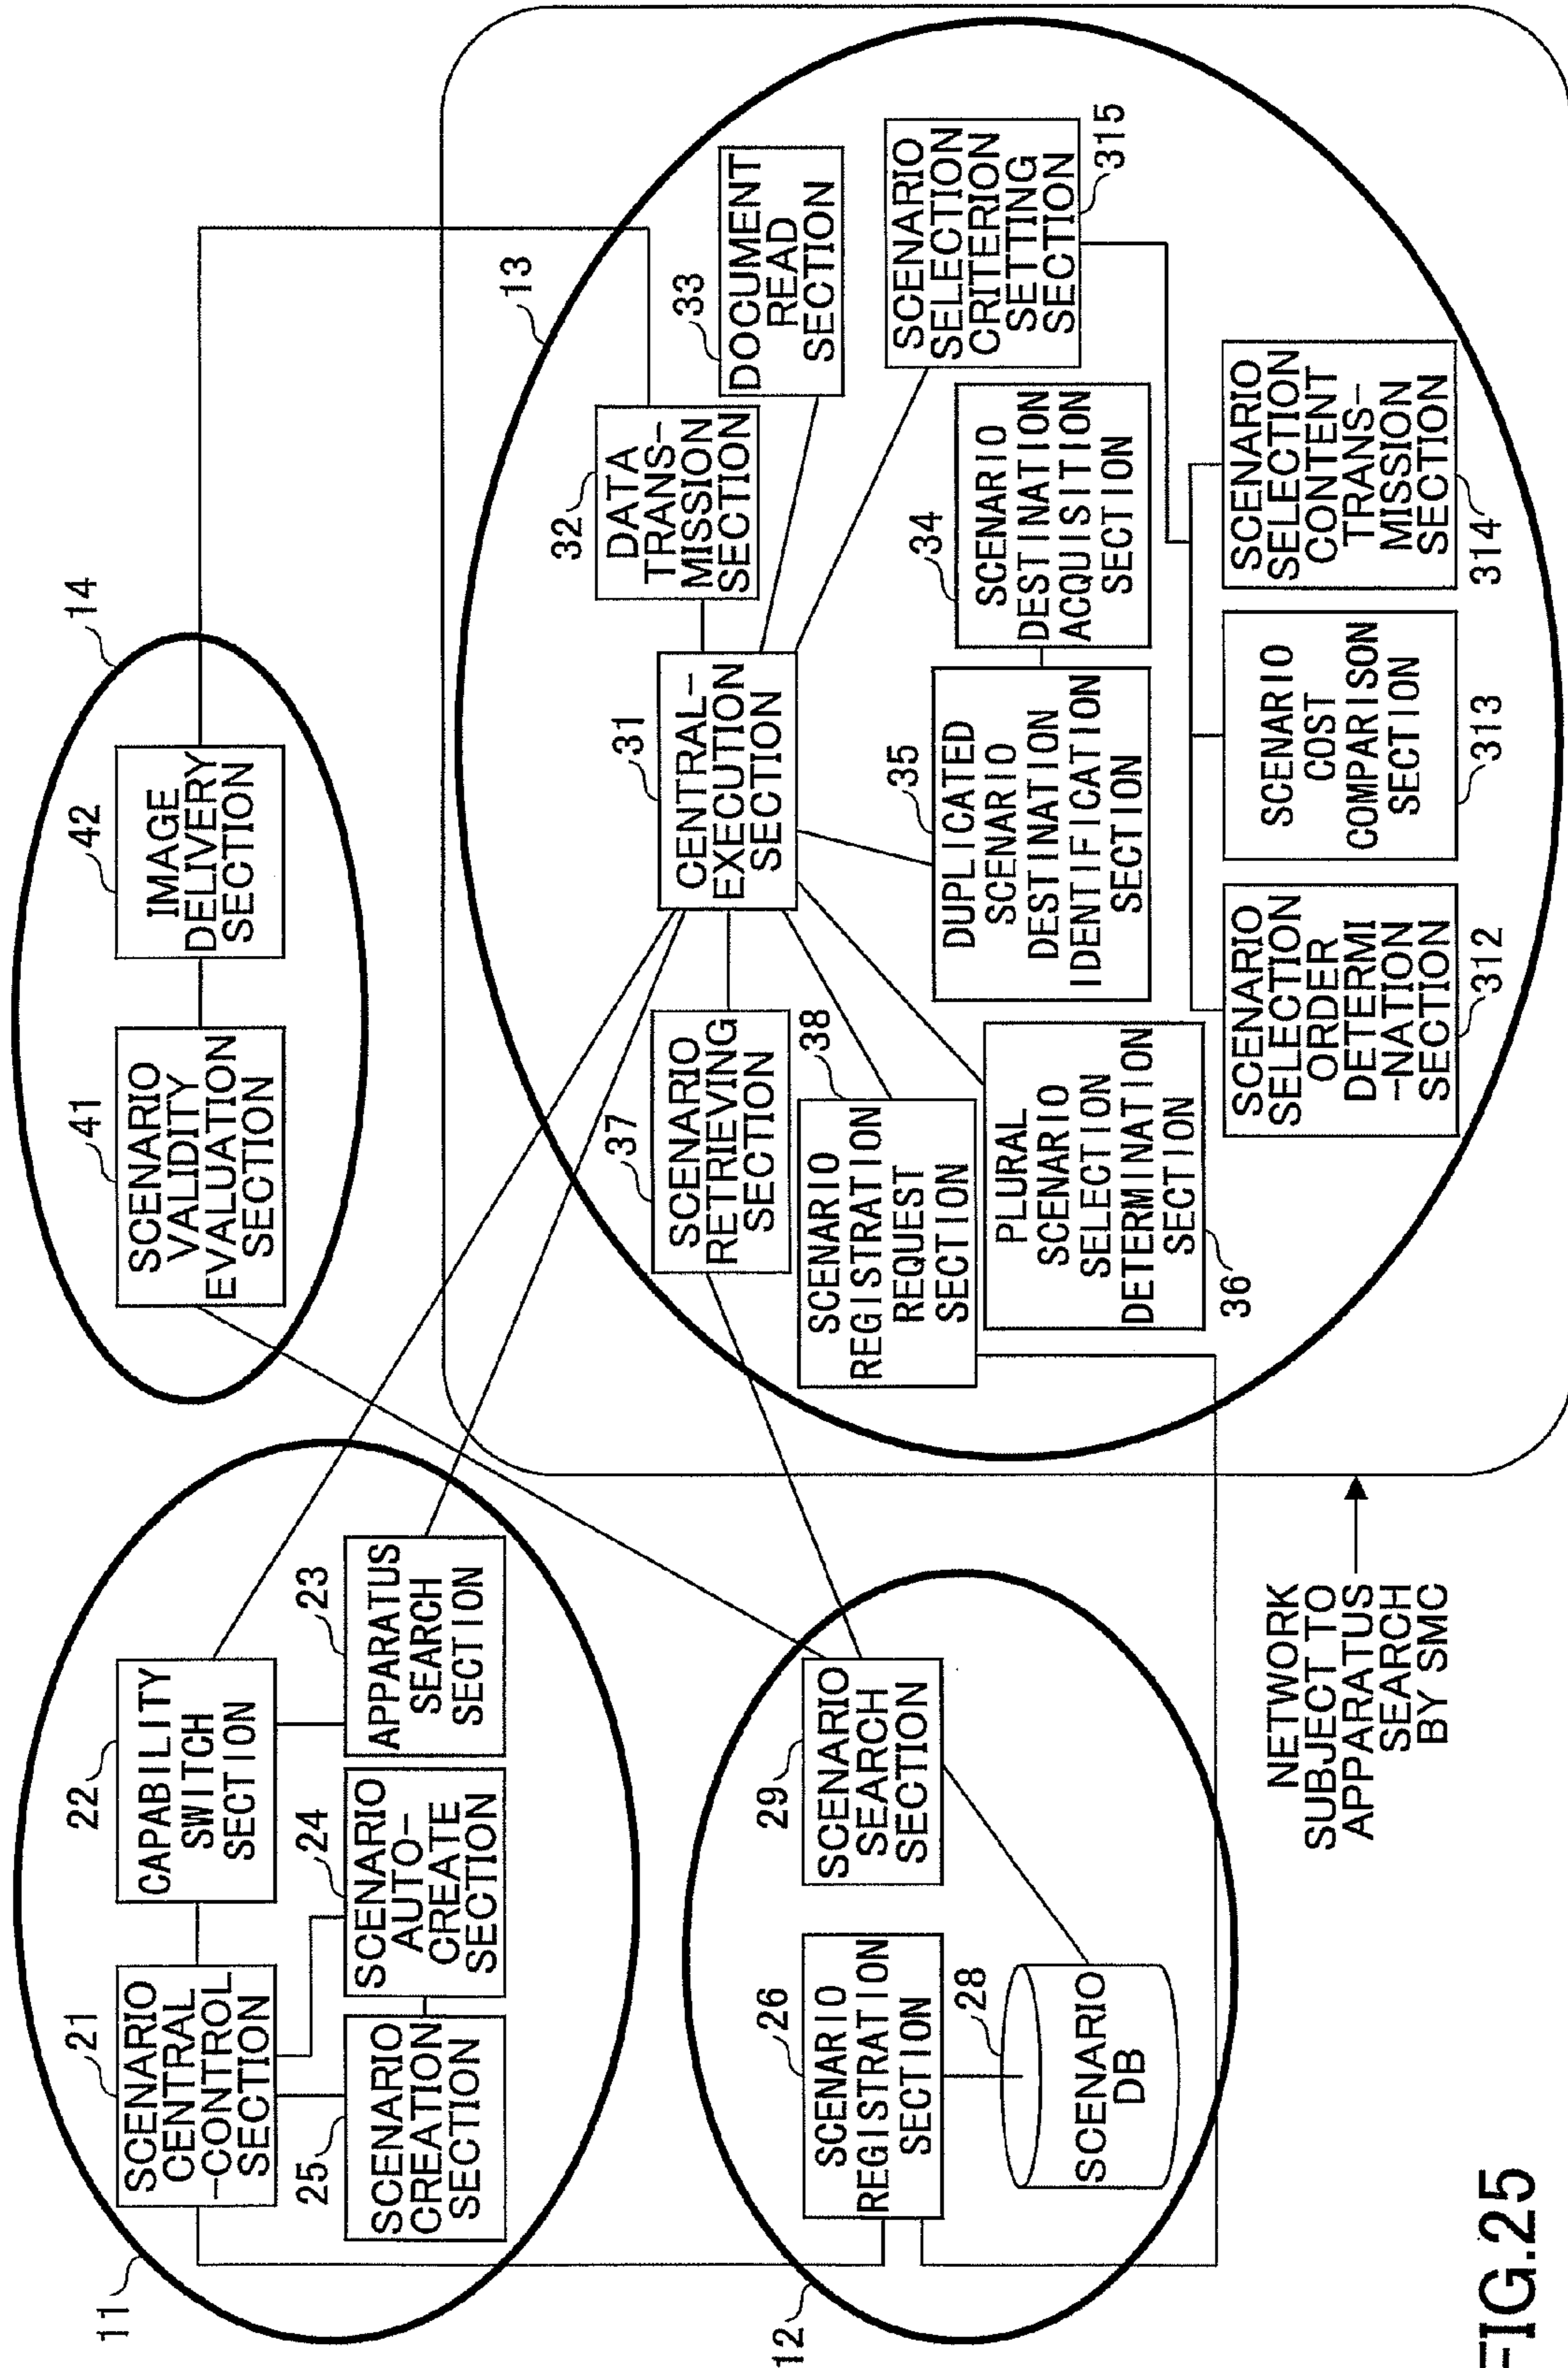 11
21
SCENARIO
CENTRAL
-CONTROL
SECTION
22
CAPABILITY
SWITCH
SECTION
25
SCENARIO
CREATION
SECTION
24
SCENARIO
AUTO-
CREATE
SECTION
23
APPARATUS
SEARCH
SECTION
14
41
SCENARIO
VALIDITY
EVALUATION
SECTION
42
IMAGE
DELIVERY
SECTION
12
26
SCENARIO
REGISTRATION
SECTION
29
SCENARIO
SEARCH
SECTION
28
SCENARIO
DB
13
37
SCENARIO
RETRIEVING
SECTION
31
CENTRAL-
EXECUTION
SECTION
32
DATA
TRANS-
MISSION
SECTION
33
DOCUMENT
READ
SECTION
38
SCENARIO
REGISTRATION
REQUEST
SECTION
PLURAL
SCENARIO
SELECTION
DETERMINATION
SECTION
36
35
DUPLICATED
SCENARIO
DESTINATION
IDENTIFICATION
SECTION
34
SCENARIO
DESTINATION
ACQUISITION
SECTION
SCENARIO
SELECTION
CRITERION
SETTING
SECTION
315
SCENARIO
SELECTION
ORDER
DETERMI
-NATION
SECTION
312
SCENARIO
COST
COMPARISON
SECTION
313
SCENARIO
SELECTION
CONTENT
TRANS-
MISSION
SECTION
314
NETWORK
SUBJECT TO
APPARATUS
SEARCH
BY SMC
FIG.25